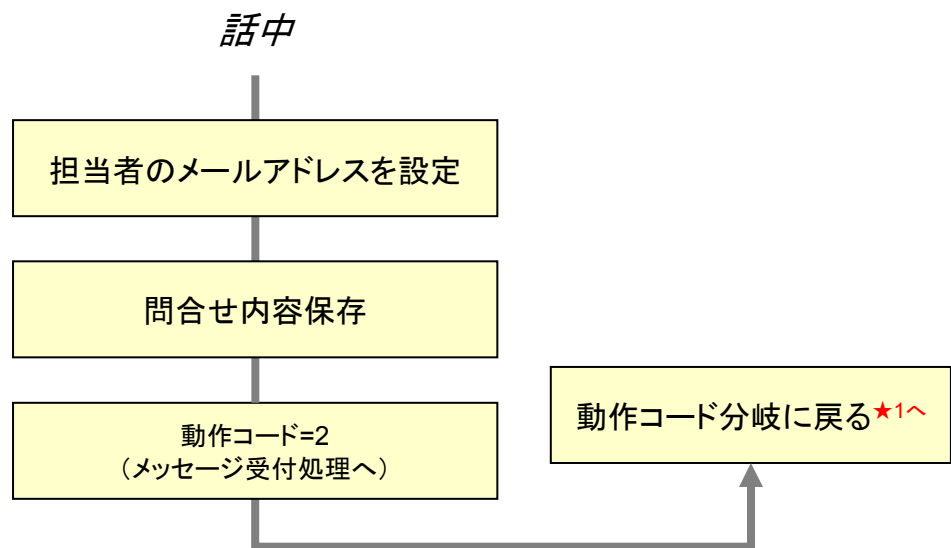 話中
担当者のメールアドレスを設定
問合せ内容保存
動作コード=2
（メッセージ受付処理へ）
動作コード分岐に戻る★1へ